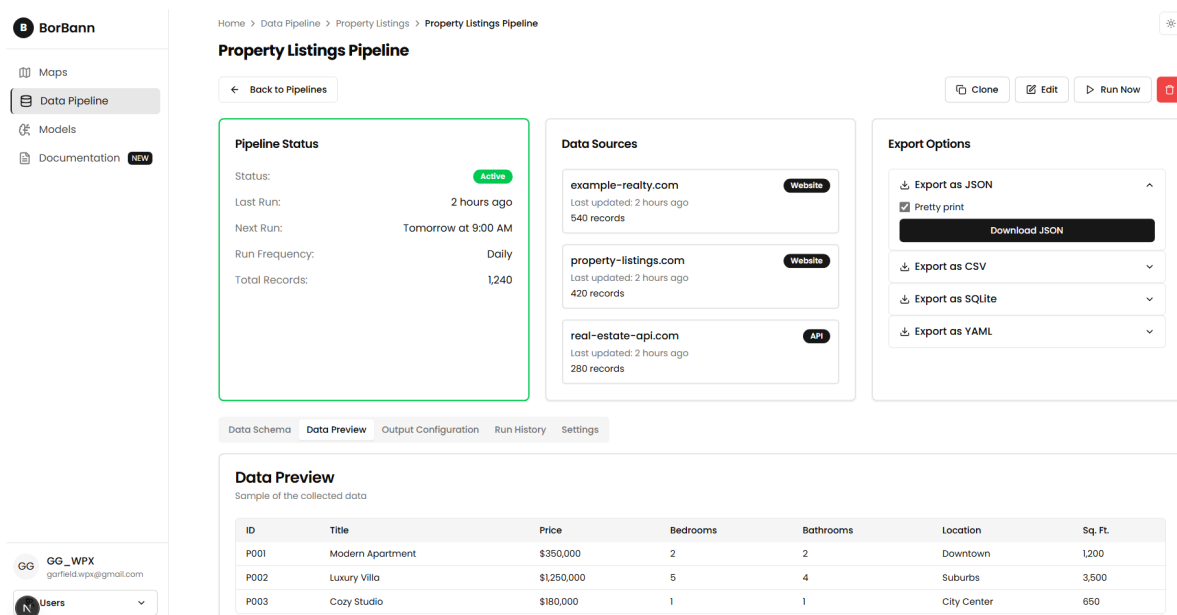 B BorBann
Maps
Data Pipeline
Models
Documentation NEW
GG GG_WPX
garfield.wpx@gmail.com
N Users
Home > Data Pipeline > Property Listings > Property Listings Pipeline
Property Listings Pipeline
Back to Pipelines
Clone Edit Run Now
Pipeline Status
Status: Active
Last Run: 2 hours ago
Next Run: Tomorrow at 9:00 AM
Run Frequency: Daily
Total Records: 1,240
Data Sources
example-realty.com Website
Last updated: 2 hours ago
540 records
property-listings.com Website
Last updated: 2 hours ago
420 records
real-estate-api.com API
Last updated: 2 hours ago
280 records
Export Options
Export as JSON
Pretty print
Download JSON
Export as CSV
Export as SQLite
Export as YAML
Data Schema Data Preview Output Configuration Run History Settings
Data Preview
Sample of the collected data
ID Title Price Bedrooms Bathrooms Location Sq. Ft.
P001 Modern Apartment $350,000 2 2 Downtown 1,200
P002 Luxury Villa $1,250,000 5 4 Suburbs 3,500
P003 Cozy Studio $180,000 1 1 City Center 650